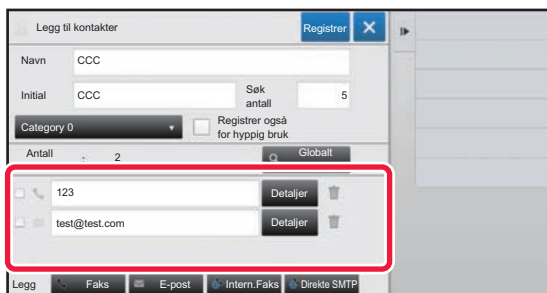 Legg til kontakter
Registrer
Navn
CCC
Initial
CCC
Søk
antall
5
Category 0
Registrer også
for hyppig bruk
Antall
:
2
Globalt
123
Detaljer
test@test.com
Detaljer
Legg
Faks
E-post
Intern.Faks
Direkte SMTP